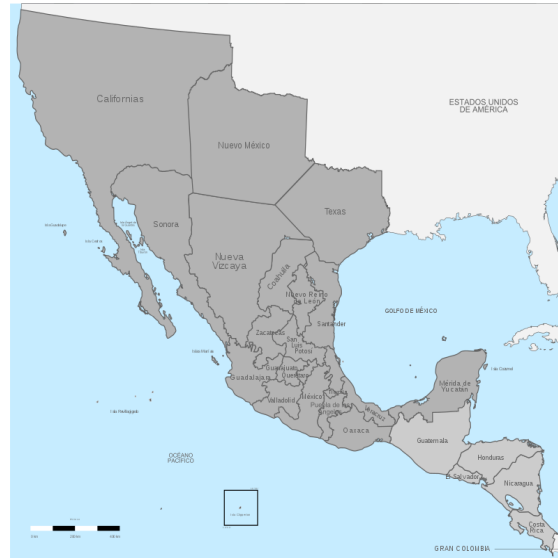 Californias
ESTADOS UNIDOS
DE AMÉRICA
Nuevo México
Texas
Sonora
Nueva
Vizcaya
Coahuila
Nuevo Reino
de León
Santander
GOLFO DE MÉXICO
Zacatecas
San
Luis
Potosí
Guanajuato
Querétaro
Guadalajara
Valladolid
México
Puebla de los
Veracruz
Oaxaca
Mérida de
Yucatán
Isla Cozumel
Guatemala
Honduras
El Salvador
Nicaragua
Costa
Rica
OCÉANO
PACÍFICO
GRAN COLOMBIA